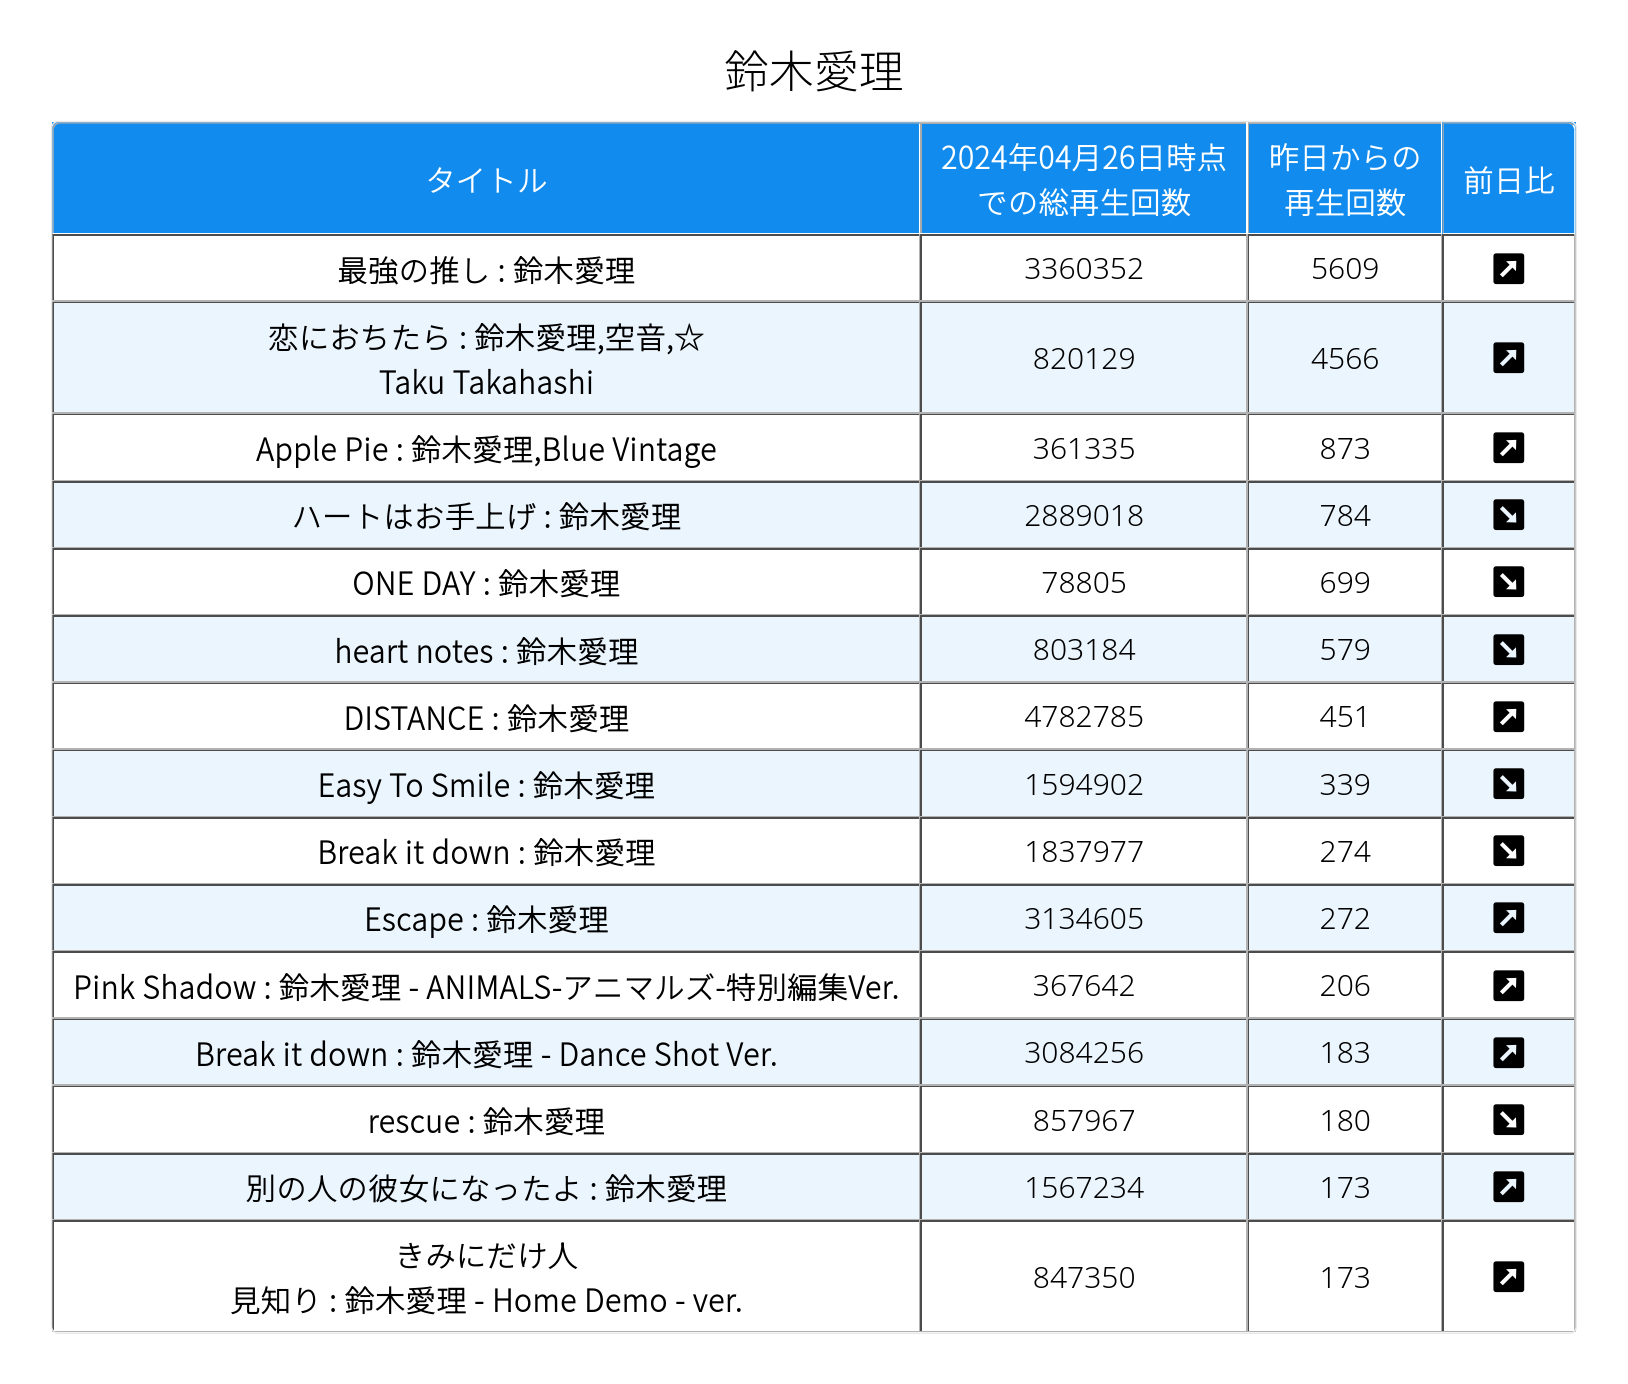 鈴木愛理
タイトル
2024年04月26日時点
での総再生回数
昨日からの
再生回数
前日比
最強の推し : 鈴木愛理 3360352 5609
恋におちたら : 鈴木愛理,空音,☆
Taku Takahashi
820129 4566
Apple Pie : 鈴木愛理,Blue Vintage 361335 873
ハートはお手上げ : 鈴木愛理 2889018 784
ONE DAY : 鈴木愛理 78805 699
heart notes : 鈴木愛理 803184 579
DISTANCE : 鈴木愛理 4782785 451
Easy To Smile : 鈴木愛理 1594902 339
Break it down : 鈴木愛理 1837977 274
Escape : 鈴木愛理 3134605 272
Pink Shadow : 鈴木愛理 - ANIMALS-アニマルズ-特別編集Ver. 367642 206
Break it down : 鈴木愛理 - Dance Shot Ver. 3084256 183
rescue : 鈴木愛理 857967 180
別の人の彼女になったよ : 鈴木愛理 1567234 173
きみにだけ人
見知り : 鈴木愛理 - Home Demo - ver.
847350 173